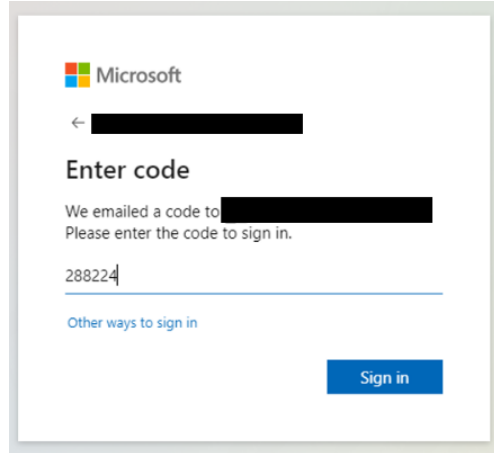 Microsoft
←
Enter code
We emailed a code to
Please enter the code to sign in.
288224
Other ways to sign in
Sign in